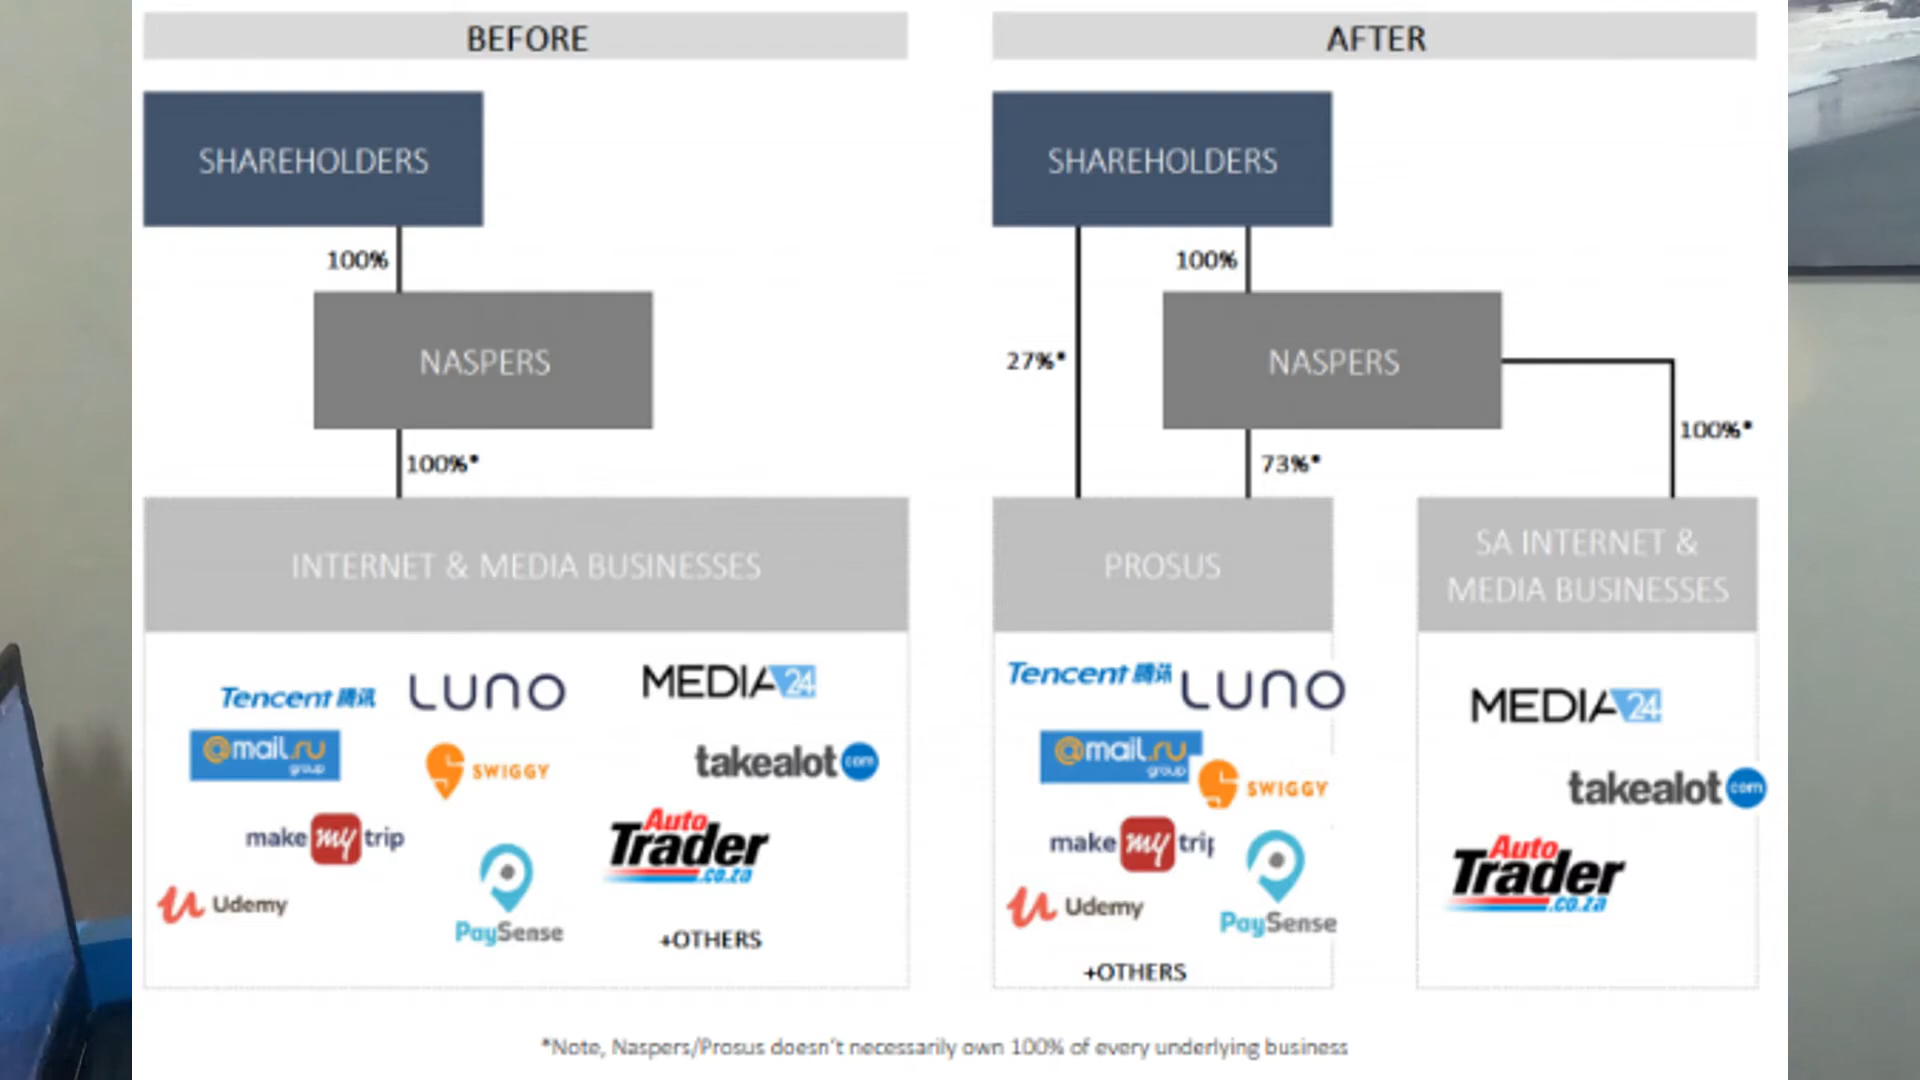 BEFORE
SHAREHOLDERS
100%
NASPERS
100%*
INTERNET & MEDIA BUSINESSES
Tencent 腾讯
LUNO
MEDIA24
@mail.ru
group
SWIGGY
takealot com
make my trip
Auto
Trader
.co.za
Udemy
PaySense
+OTHERS
AFTER
SHAREHOLDERS
100%
27%*
NASPERS
100%*
73%*
PROSUS
SA INTERNET &
MEDIA BUSINESSES
Tencent 腾讯
LUNO
@mail.ru
group
SWIGGY
make my trip
Udemy
PaySense
+OTHERS
MEDIA24
takealot com
Auto
Trader
.co.za
*Note, Naspers/Prosus doesn't necessarily own 100% of every underlying business